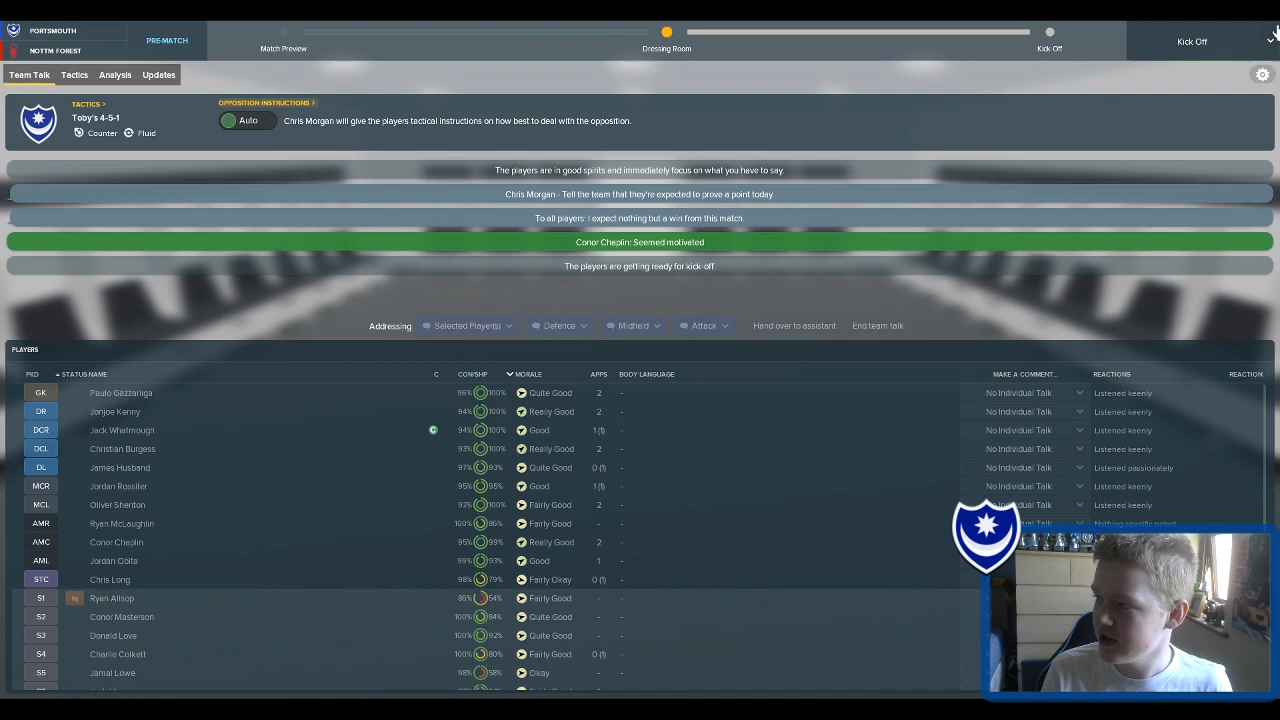 PORTSMOUTH
NOTTM FOREST
PRE-MATCH
Match Preview
Dressing Room
Kick Off
Kick Off
Team Talk Tactics Analysis Updates
TACTICS >
Toby's 4-5-1
Counter Fluid
OPPOSITION INSTRUCTIONS >
Auto Chris Morgan will give the players tactical instructions on how best to deal with the opposition.
The players are in good spirits and immediately focus on what you have to say.
Chris Morgan - Tell the team that they're expected to prove a point today.
To all players: I expect nothing but a win from this match.
Conor Chaplin: Seemed motivated
The players are getting ready for kick-off.
Addressing Selected Player(s) Defence Midfield Attack Hand over to assistant End team talk
PLAYERS
PKD STATUS NAME C CON/SHP MORALE APPS BODY LANGUAGE MAKE A COMMENT... REACTIONS REACTION
GK Paulo Gazzaniga 96% 100% Quite Good 2 - No Individual Talk Listened keenly
DR Jonjoe Kenny 94% 100% Really Good 2 - No Individual Talk Listened keenly
DCR Jack Whatmough C 94% 100% Good 1 (1) - No Individual Talk Listened keenly
DCL Christian Burgess 93% 100% Really Good 2 - No Individual Talk Listened keenly
DL James Husband 97% 93% Quite Good 0 (1) - No Individual Talk Listened passionately
MCR Jordan Rossiter 95% 95% Good 1 (1) - No Individual Talk Listened keenly
MCL Oliver Shenton 92% 100% Fairly Good 2 - No Individual Talk Listened keenly
AMR Ryan McLaughlin 100% 86% Fairly Good - - Talk Nothing specific noted
AMC Conor Chaplin 95% 99% Really Good 2 -
AML Jordan Obita 99% 93% Good 1 -
STC Chris Long 98% 79% Fairly Okay 0 (1) -
S1 Inj Ryan Allsop 86% 54% Fairly Good - -
S2 Conor Masterson 100% 84% Quite Good - -
S3 Donald Love 100% 92% Quite Good - -
S4 Charlie Colkett 100% 80% Fairly Good 0 (1) -
S5 Jamal Lowe 98% 58% Okay - -